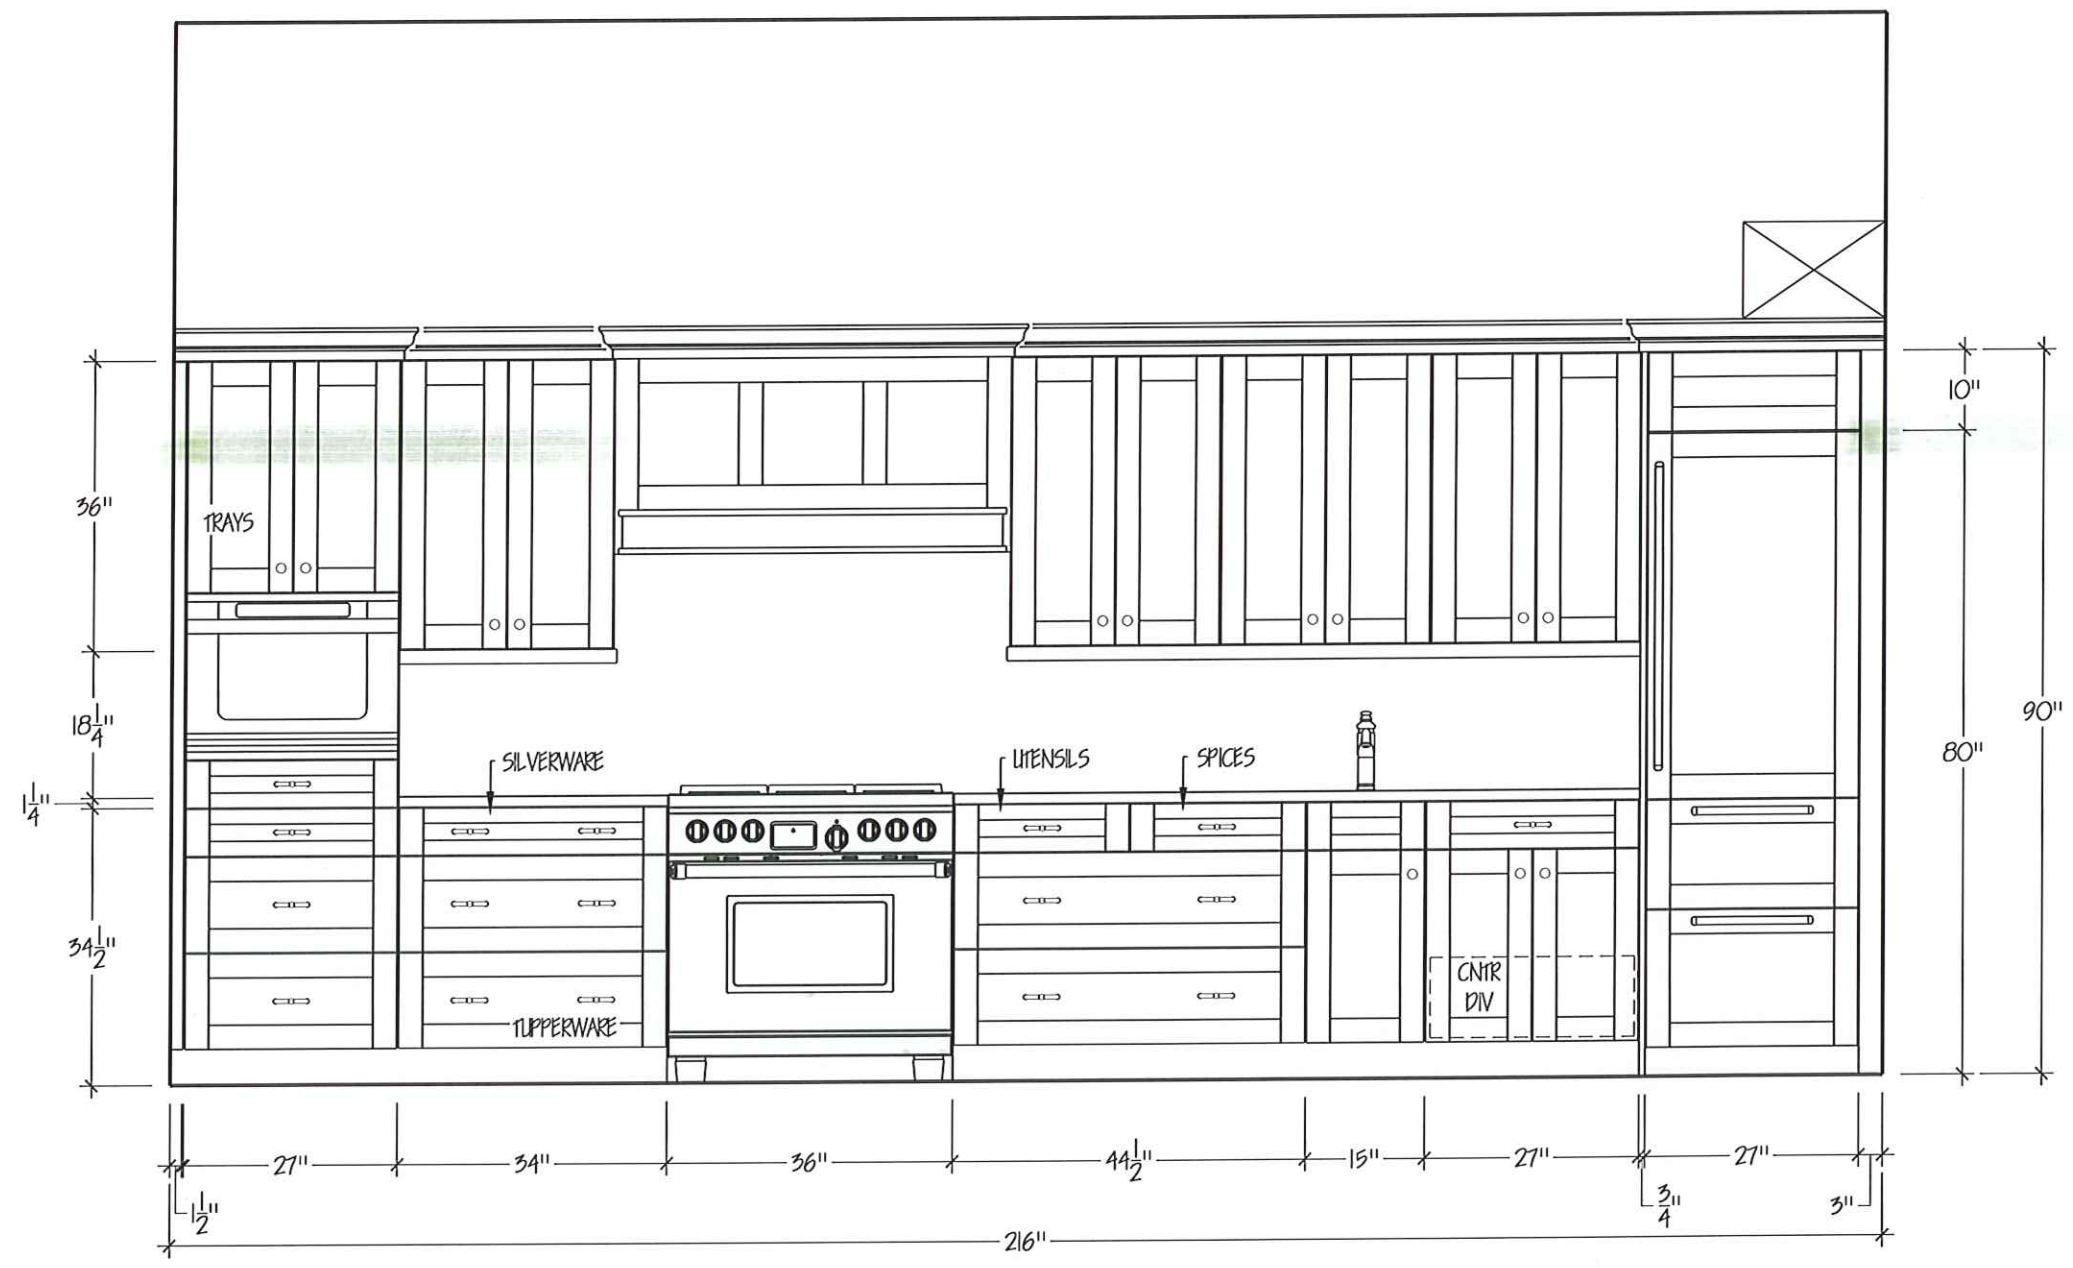 10"
36"
TRAYS
18 1/4"
90"
80"
SILVERWARE
UTENSILS
SPICES
1 1/4"
34 1/2"
CNTR
DIV
TUPPERWARE
27"
34"
36"
44 1/2"
15"
27"
27"
1 1/2"
3/4"
3"
216"